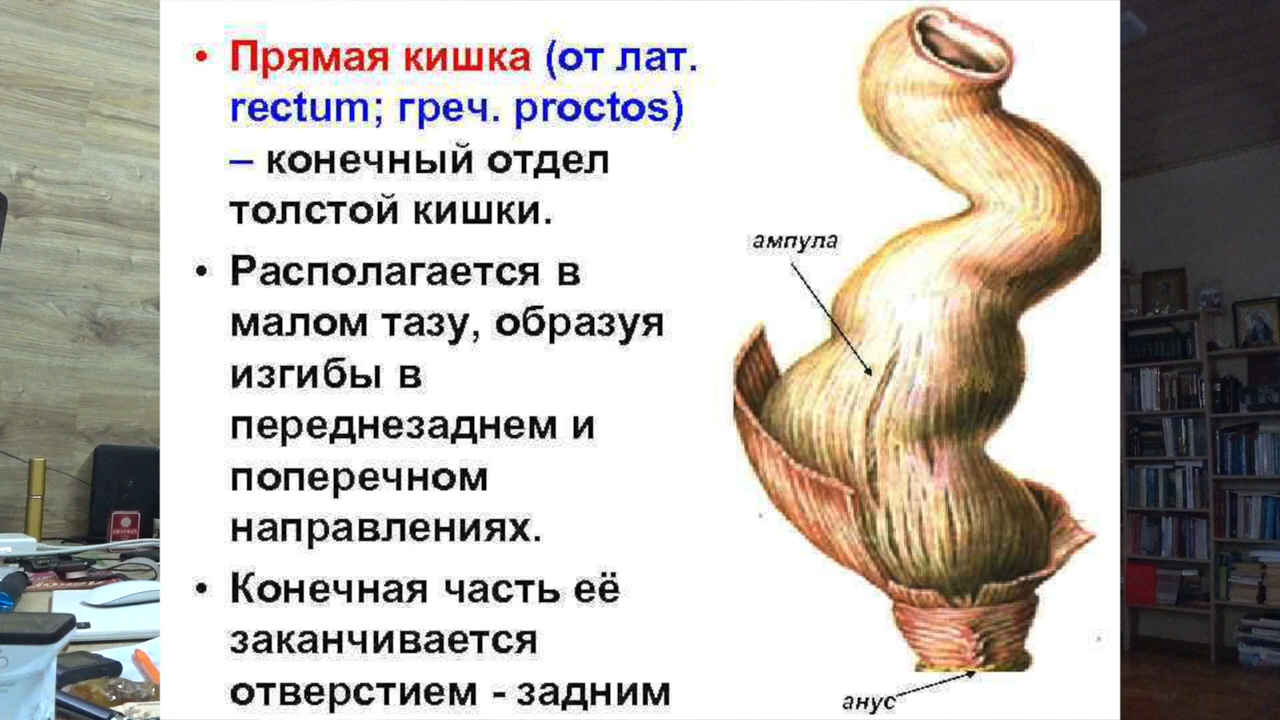 • Прямая кишка (от лат.
rectum; греч. proctos)
– конечный отдел
толстой кишки.
• Располагается в
малом тазу, образуя
изгибы в
переднезаднем и
поперечном
направлениях.
• Конечная часть её
заканчивается
отверстием - задним
ампула
анус